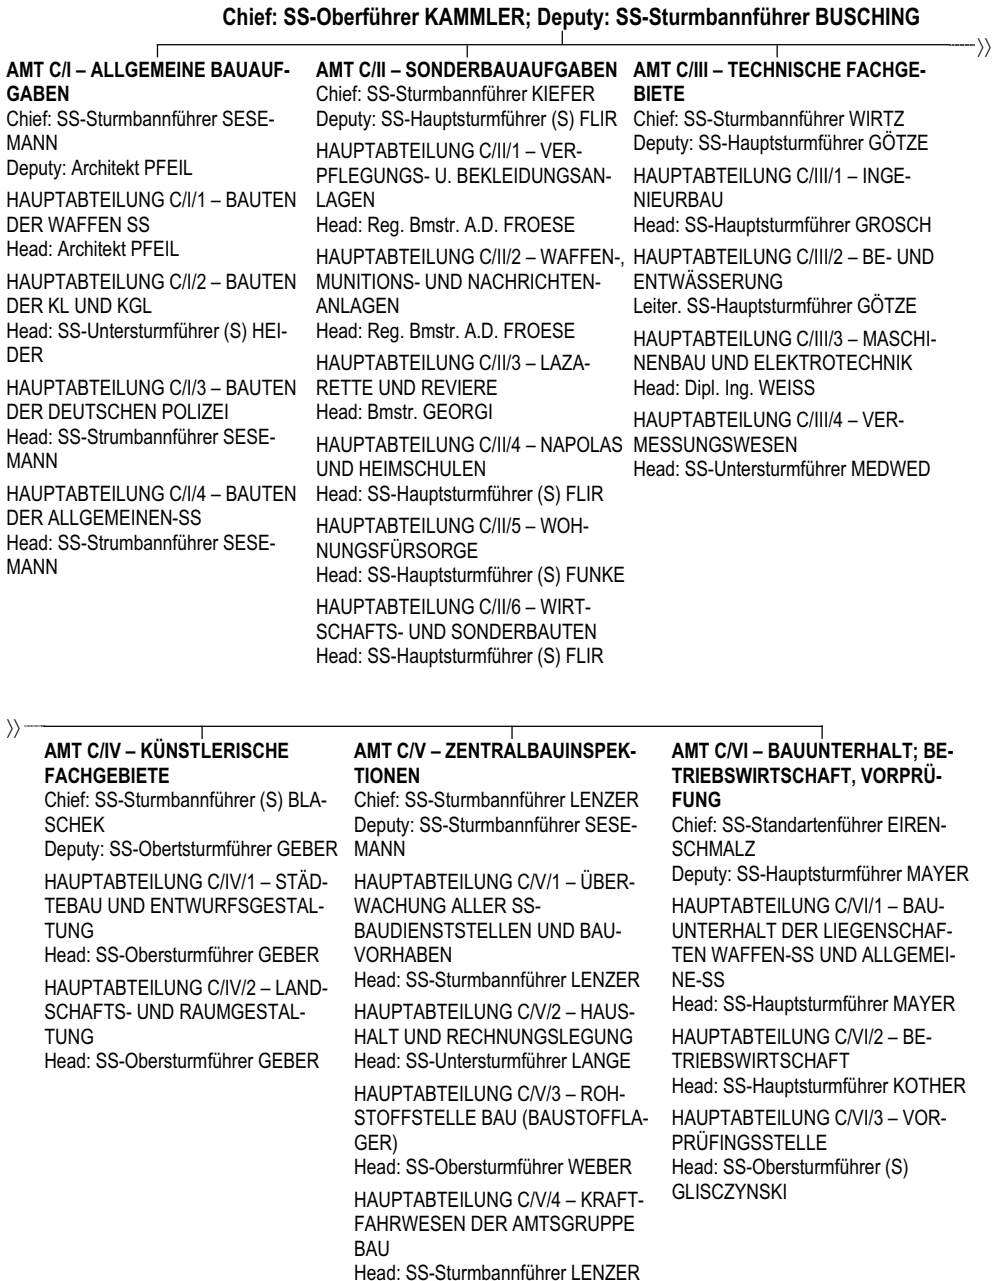 Chief: SS-Oberführer KAMMLER; Deputy: SS-Sturmbannführer BUSCHING
AMT C/I – ALLGEMEINE BAUAUF-
GABEN
Chief: SS-Sturmbannführer SESE-
MANN
Deputy: Architekt PFEIL
HAUPTABTEILUNG C/I/1 – BAUTEN
DER WAFFEN SS
Head: Architekt PFEIL
HAUPTABTEILUNG C/I/2 – BAUTEN
DER KL UND KGL
Head: SS-Untersturmführer (S) HEI-
DER
HAUPTABTEILUNG C/I/3 – BAUTEN
DER DEUTSCHEN POLIZEI
Head: SS-Strumbannführer SESE-
MANN
HAUPTABTEILUNG C/I/4 – BAUTEN
DER ALLGEMEINEN-SS
Head: SS-Strumbannführer SESE-
MANN
AMT C/II – SONDERBAUAUFGABEN
Chief: SS-Sturmbannführer KIEFER
Deputy: SS-Hauptsturmführer (S) FLIR
HAUPTABTEILUNG C/II/1 – VER-
PFLEGUNGS- U. BEKLEIDUNGSAN-
LAGEN
Head: Reg. Bmstr. A.D. FROESE
HAUPTABTEILUNG C/II/2 – WAFFEN-,
MUNITIONS- UND NACHRICHTEN-
ANLAGEN
Head: Reg. Bmstr. A.D. FROESE
HAUPTABTEILUNG C/II/3 – LAZA-
RETTE UND REVIERE
Head: Bmstr. GEORGI
HAUPTABTEILUNG C/II/4 – NAPOLAS
UND HEIMSCHULEN
Head: SS-Hauptsturmführer (S) FLIR
HAUPTABTEILUNG C/II/5 – WOH-
NUNGSFÜRSORGE
Head: SS-Hauptsturmführer (S) FUNKE
HAUPTABTEILUNG C/II/6 – WIRT-
SCHAFTS- UND SONDERBAUTEN
Head: SS-Hauptsturmführer (S) FLIR
AMT C/III – TECHNISCHE FACHGE-
BIETE
Chief: SS-Sturmbannführer WIRTZ
Deputy: SS-Hauptsturmführer GÖTZE
HAUPTABTEILUNG C/III/1 – INGE-
NIEURBAU
Head: SS-Hauptsturmführer GROSCH
HAUPTABTEILUNG C/III/2 – BE- UND
ENTWÄSSERUNG
Leiter. SS-Hauptsturmführer GÖTZE
HAUPTABTEILUNG C/III/3 – MASCHI-
NENBAU UND ELEKTROTECHNIK
Head: Dipl. Ing. WEISS
HAUPTABTEILUNG C/III/4 – VER-
MESSUNGSWESEN
Head: SS-Untersturmführer MEDWED
AMT C/IV – KÜNSTLERISCHE
FACHGEBIETE
Chief: SS-Sturmbannführer (S) BLA-
SCHEK
Deputy: SS-Obertsturmführer GEBER
HAUPTABTEILUNG C/IV/1 – STÄD-
TEBAU UND ENTWURFSGESTAL-
TUNG
Head: SS-Obersturmführer GEBER
HAUPTABTEILUNG C/IV/2 – LAND-
SCHAFTS- UND RAUMGESTAL-
TUNG
Head: SS-Obersturmführer GEBER
AMT C/V – ZENTRALBAUINSPEK-
TIONEN
Chief: SS-Sturmbannführer LENZER
Deputy: SS-Sturmbannführer SESE-
MANN
HAUPTABTEILUNG C/V/1 – ÜBER-
WACHUNG ALLER SS-
BAUDIENSTSTELLEN UND BAU-
VORHABEN
Head: SS-Sturmbannführer LENZER
HAUPTABTEILUNG C/V/2 – HAUS-
HALT UND RECHNUNGSLEGUNG
Head: SS-Untersturmführer LANGE
HAUPTABTEILUNG C/V/3 – ROH-
STOFFSTELLE BAU (BAUSTOFFLA-
GER)
Head: SS-Obersturmführer WEBER
HAUPTABTEILUNG C/V/4 – KRAFT-
FAHRWESEN DER AMTSGRUPPE
BAU
Head: SS-Sturmbannführer LENZER
AMT C/VI – BAUUNTERHALT; BE-
TRIEBSWIRTSCHAFT, VORPRÜ-
FUNG
Chief: SS-Standartenführer EIREN-
SCHMALZ
Deputy: SS-Hauptsturmführer MAYER
HAUPTABTEILUNG C/VI/1 – BAU-
UNTERHALT DER LIEGENSCHAF-
TEN WAFFEN-SS UND ALLGEMEI-
NE-SS
Head: SS-Hauptsturmführer MAYER
HAUPTABTEILUNG C/VI/2 – BE-
TRIEBSWIRTSCHAFT
Head: SS-Hauptsturmführer KOTHER
HAUPTABTEILUNG C/VI/3 – VOR-
PRÜFINGSSTELLE
Head: SS-Obersturmführer (S)
GLISCZYNSKI